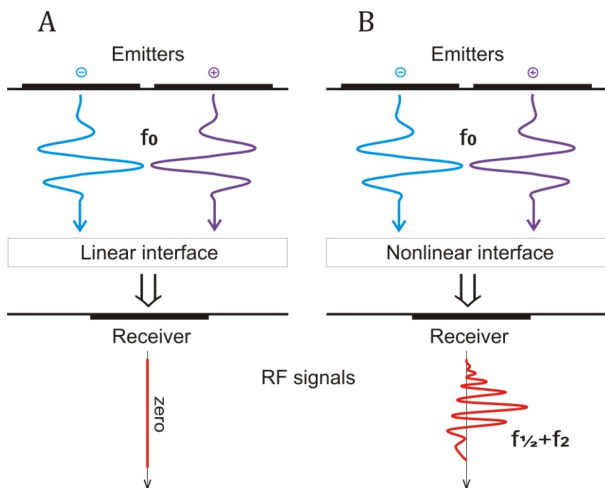 A
B
Emitters
Emitters
⊖ ⊕
⊖ ⊕
f0
f0
Linear interface
Nonlinear interface
Receiver
Receiver
RF signals
zero
f½+f2